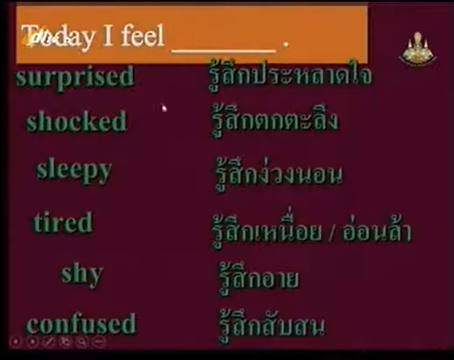 Today I feel ________ .
surprised รู้สึกประหลาดใจ
shocked รู้สึกตกตะลึง
sleepy รู้สึกง่วงนอน
tired รู้สึกเหนื่อย / อ่อนล้า
shy รู้สึกอาย
confused รู้สึกสับสน